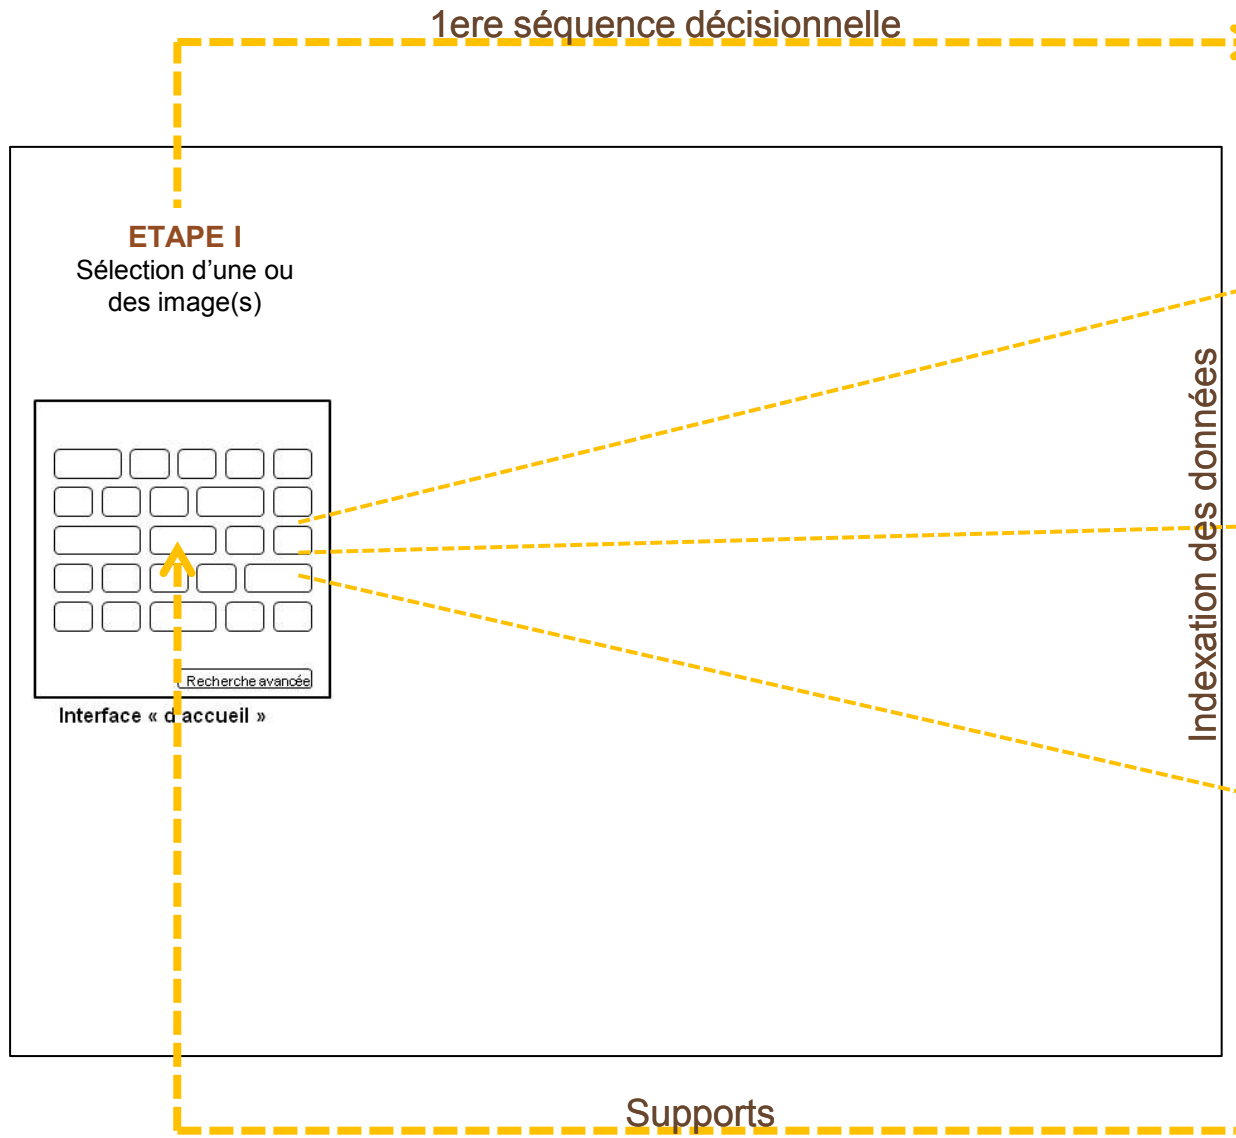 1ere séquence décisionnelle
ETAPE I
Sélection d’une ou
des image(s)
Indexation des données
Recherche avancée
Interface « d'accueil »
Supports